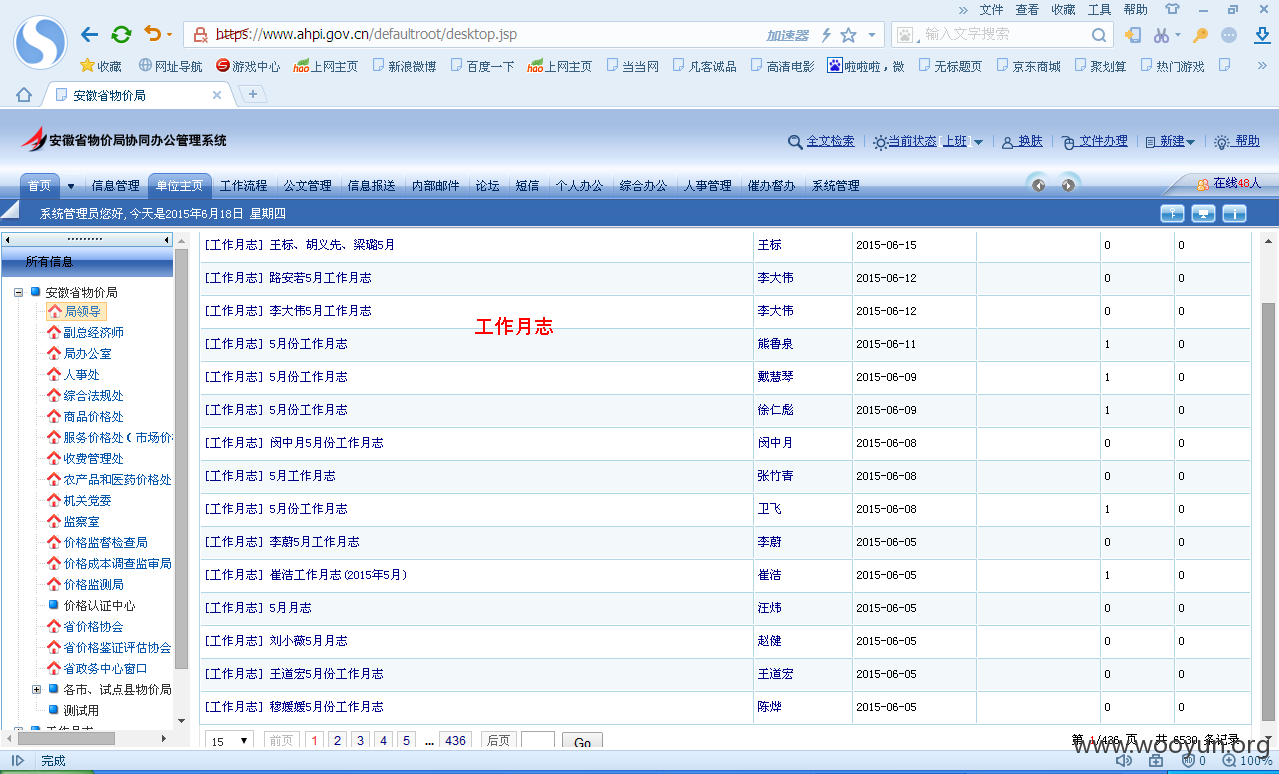 » 文件 查看 收藏 工具 帮助
https://www.ahpi.gov.cn/defaultroot/desktop.jsp 加速器 输入文字搜索
收藏 网址导航 游戏中心 hao上网主页 新浪微博 百度一下 hao上网主页 当当网 凡客诚品 高清电影 啦啦啦，微 无标题页 京东商城 聚划算 热门游戏 »
安徽省物价局
安徽省物价局协同办公管理系统 全文检索 当前状态[上班] 换肤 文件办理 新建 帮助
首页 信息管理 单位主页 工作流程 公文管理 信息报送 内部邮件 论坛 短信 个人办公 综合办公 人事管理 催办督办 系统管理 在线48人
系统管理员您好, 今天是2015年6月18日 星期四
所有信息
安徽省物价局
局领导
副总经济师
局办公室
人事处
综合法规处
商品价格处
服务价格处（市场价
收费管理处
农产品和医药价格处
机关党委
监察室
价格监督检查局
价格成本调查监审局
价格监测局
价格认证中心
省价格协会
省价格鉴证评估协会
省政务中心窗口
各市、试点县物价局
测试用
工作月志
[工作月志] 王标、胡义先、梁璐5月 王标 2015-06-15 0 0
[工作月志] 路安若5月工作月志 李大伟 2015-06-12 0 0
[工作月志] 李大伟5月工作月志 李大伟 2015-06-12 0 0
工作月志
[工作月志] 5月份工作月志 熊鲁泉 2015-06-11 1 0
[工作月志] 5月份工作月志 戴慧琴 2015-06-09 1 0
[工作月志] 5月份工作月志 徐仁彪 2015-06-09 1 0
[工作月志] 闵中月5月份工作月志 闵中月 2015-06-08 0 0
[工作月志] 5月工作月志 张竹青 2015-06-08 0 0
[工作月志] 5月份工作月志 卫飞 2015-06-08 1 0
[工作月志] 李蔚5月工作月志 李蔚 2015-06-05 0 0
[工作月志] 崔浩工作月志(2015年5月) 崔浩 2015-06-05 1 0
[工作月志] 5月月志 汪炜 2015-06-05 0 0
[工作月志] 刘小薇5月月志 赵健 2015-06-05 0 0
[工作月志] 王道宏5月份工作月志 王道宏 2015-06-05 0 0
[工作月志] 穆媛媛5月份工作月志 陈烨 2015-06-05 0 0
15 前页 1 2 3 4 5 ... 436 后页 Go 第 1/436 页 共 6539 条记录
www.wooyun.org
完成 0 100%